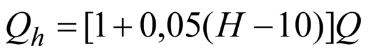 Q_h = [1 + 0,05(H − 10)]Q